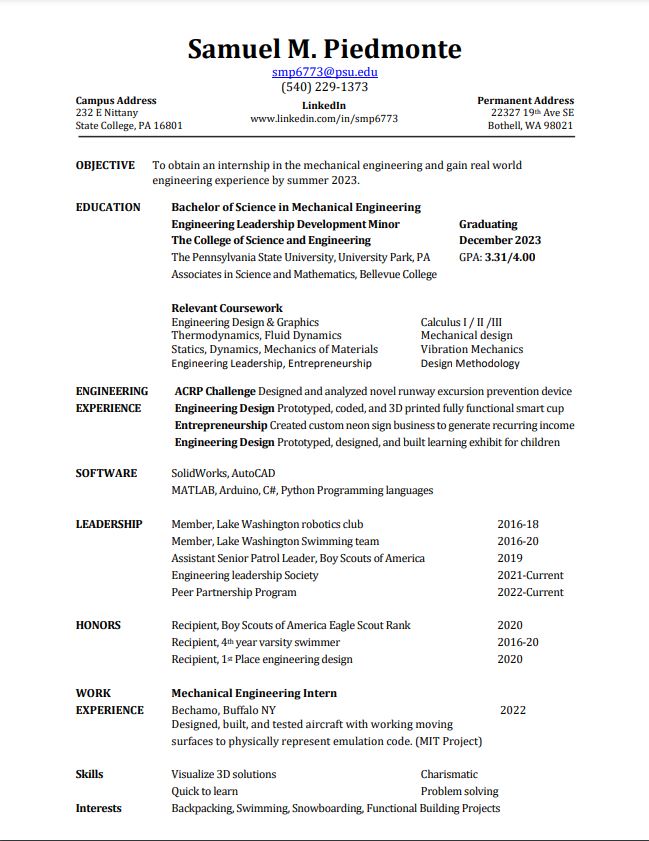 Samuel M. Piedmonte
smp6773@psu.edu
(540) 229-1373
Campus Address LinkedIn Permanent Address
232 E Nittany www.linkedin.com/in/smp6773 22327 19th Ave SE
State College, PA 16801 Bothell, WA 98021
OBJECTIVE To obtain an internship in the mechanical engineering and gain real world
engineering experience by summer 2023.
EDUCATION Bachelor of Science in Mechanical Engineering
Engineering Leadership Development Minor Graduating
The College of Science and Engineering December 2023
The Pennsylvania State University, University Park, PA GPA: 3.31/4.00
Associates in Science and Mathematics, Bellevue College
Relevant Coursework
Engineering Design & Graphics Calculus I / II /III
Thermodynamics, Fluid Dynamics Mechanical design
Statics, Dynamics, Mechanics of Materials Vibration Mechanics
Engineering Leadership, Entrepreneurship Design Methodology
ENGINEERING ACRP Challenge Designed and analyzed novel runway excursion prevention device
EXPERIENCE Engineering Design Prototyped, coded, and 3D printed fully functional smart cup
Entrepreneurship Created custom neon sign business to generate recurring income
Engineering Design Prototyped, designed, and built learning exhibit for children
SOFTWARE SolidWorks, AutoCAD
MATLAB, Arduino, C#, Python Programming languages
LEADERSHIP Member, Lake Washington robotics club 2016-18
Member, Lake Washington Swimming team 2016-20
Assistant Senior Patrol Leader, Boy Scouts of America 2019
Engineering leadership Society 2021-Current
Peer Partnership Program 2022-Current
HONORS Recipient, Boy Scouts of America Eagle Scout Rank 2020
Recipient, 4th year varsity swimmer 2016-20
Recipient, 1st Place engineering design 2020
WORK Mechanical Engineering Intern
EXPERIENCE Bechamo, Buffalo NY 2022
Designed, built, and tested aircraft with working moving
surfaces to physically represent emulation code. (MIT Project)
Skills Visualize 3D solutions Charismatic
Quick to learn Problem solving
Interests Backpacking, Swimming, Snowboarding, Functional Building Projects